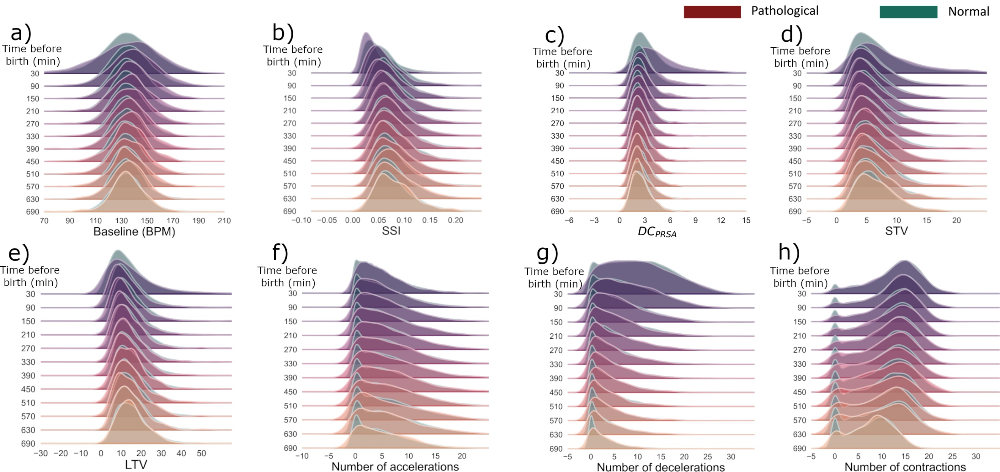 Pathological Normal
a) b) c) d)
Time before
birth (min)
30
90
150
210
270
330
390
450
510
570
630
690
70 90 110 130 150 170 190 210
Baseline (BPM)
Time before
birth (min)
30
90
150
210
270
330
390
450
510
570
630
690
−0.10 −0.05 0.00 0.05 0.10 0.15 0.20
SSI
Time before
birth (min)
30
90
150
210
270
330
390
450
510
570
630
690
−6 −3 0 3 6 9 12 15
DCPRSA
Time before
birth (min)
30
90
150
210
270
330
390
450
510
570
630
690
−5 0 5 10 15 20
STV
e) f) g) h)
Time before
birth (min)
30
90
150
210
270
330
390
450
510
570
630
690
−30 −20 −10 0 10 20 30 40 50
LTV
Time before
birth (min)
30
90
150
210
270
330
390
450
510
570
630
690
−10 −5 0 5 10 15 20
Number of accelerations
Time before
birth (min)
30
90
150
210
270
330
390
450
510
570
630
690
−5 0 5 10 15 20 25 30
Number of decelerations
Time before
birth (min)
30
90
150
210
270
330
390
450
510
570
630
690
−5 0 5 10 15 20 25 30
Number of contractions